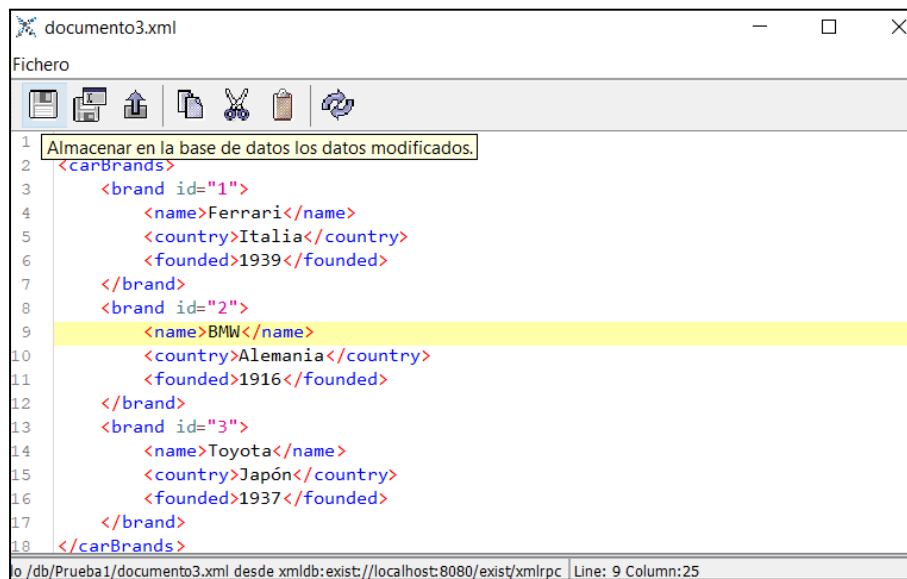 documento3.xml
Fichero
1
Almacenar en la base de datos los datos modificados.
2 <carBrands>
3 <brand id="1">
4 <name>Ferrari</name>
5 <country>Italia</country>
6 <founded>1939</founded>
7 </brand>
8 <brand id="2">
9 <name>BMW</name>
10 <country>Alemania</country>
11 <founded>1916</founded>
12 </brand>
13 <brand id="3">
14 <name>Toyota</name>
15 <country>Japón</country>
16 <founded>1937</founded>
17 </brand>
18 </carBrands>
lo /db/Prueba1/documento3.xml desde xmldb:exist://localhost:8080/exist/xmlrpc Line: 9 Column:25